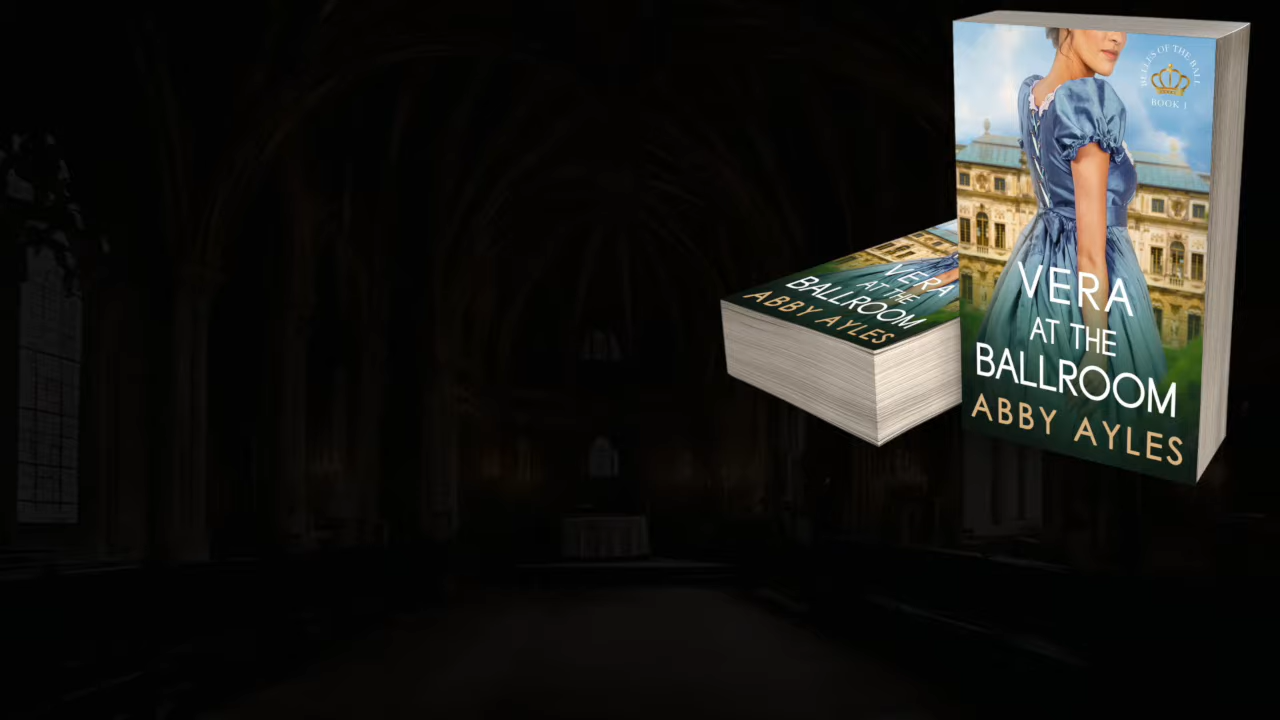 BELLES OF THE BALL
BOOK 1
VERA
AT THE
BALLROOM
ABBY AYLES
VERA
AT THE
BALLROOM
ABBY AYLES